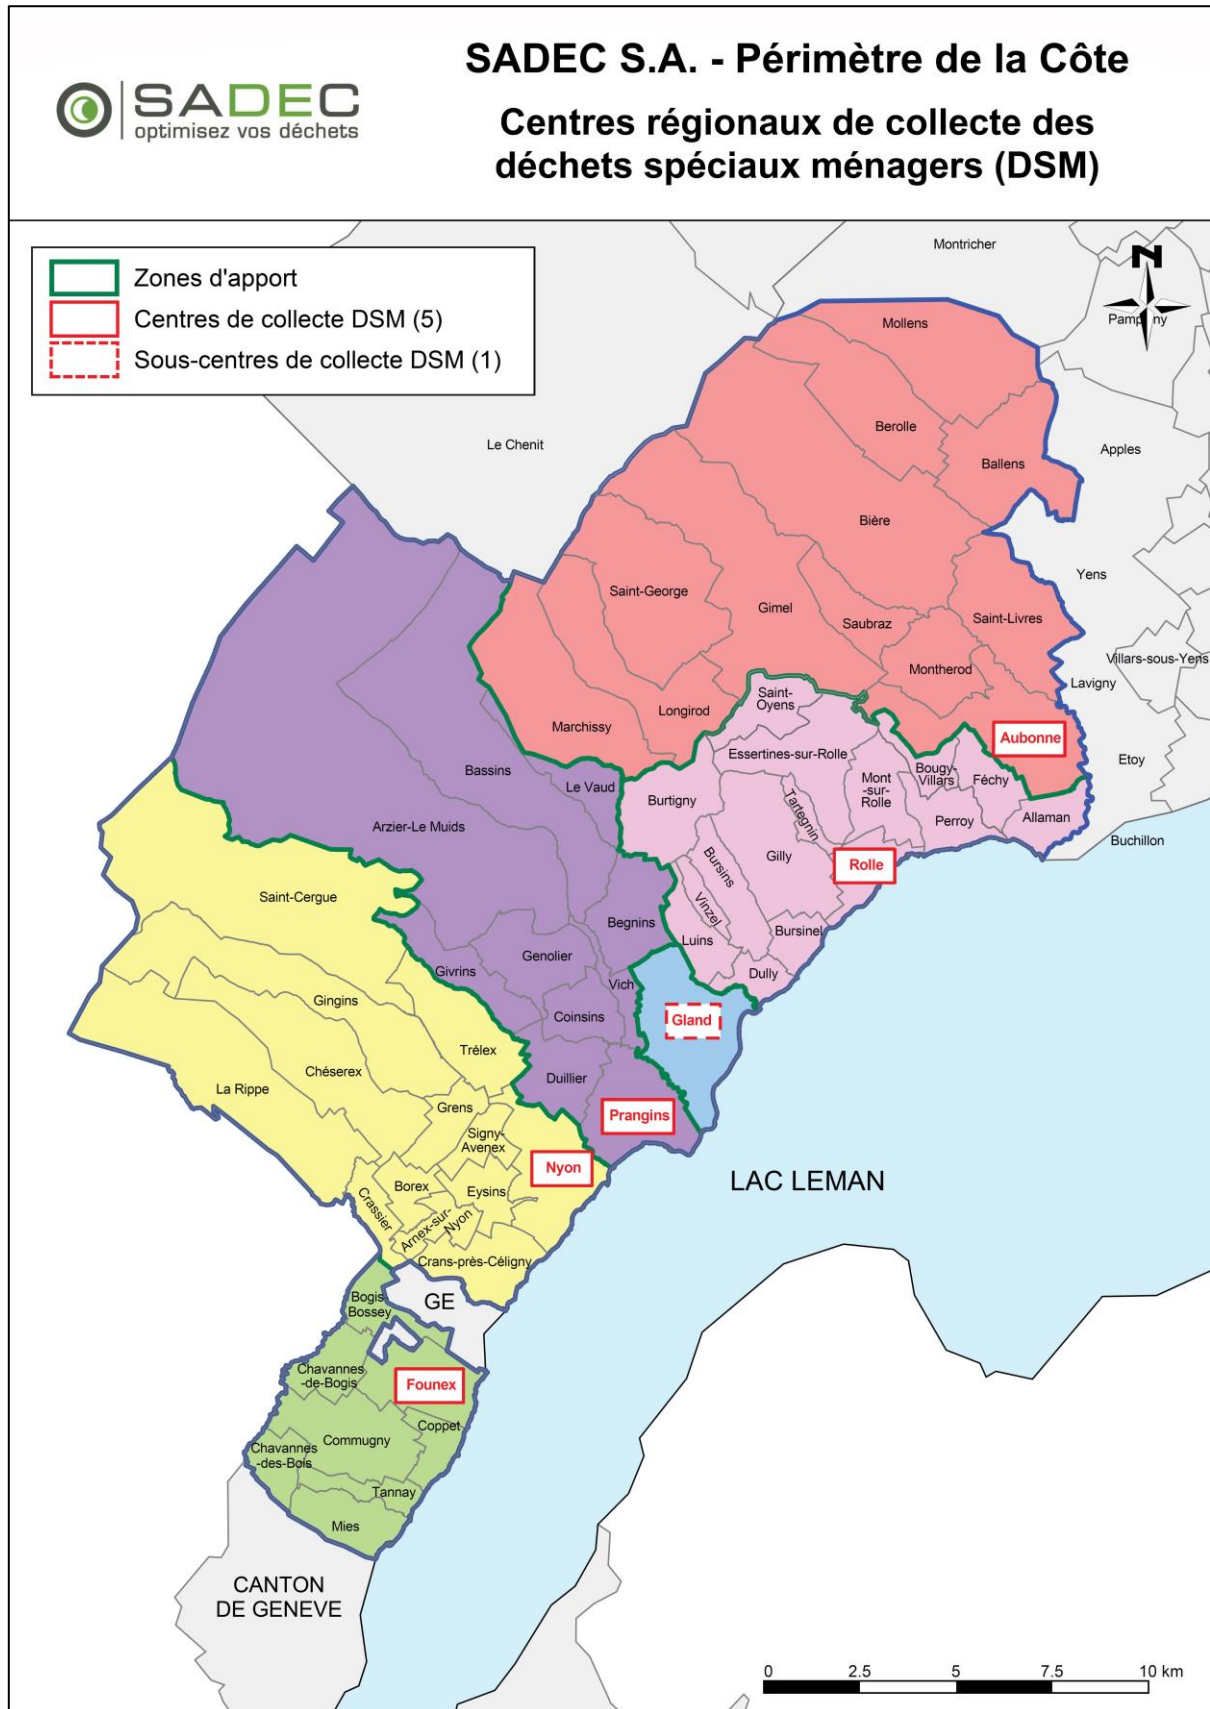 SADEC
optimisez vos déchets
SADEC S.A. - Périmètre de la Côte
Centres régionaux de collecte des
déchets spéciaux ménagers (DSM)
Zones d'apport
Centres de collecte DSM (5)
Sous-centres de collecte DSM (1)
N
Montricher
Pampigny
Mollens
Berolle
Ballens
Apples
Le Chenit
Bière
Yens
Saint-George
Gimel
Saubraz
Saint-Livres
Montherod
Villars-sous-Yens
Lavigny
Saint-
Oyens
Longirod
Marchissy
Aubonne
Essertines-sur-Rolle
Etoy
Bougy-
Villars
Féchy
Mont
-sur-
Rolle
Bassins
Le Vaud
Burtigny
Tartegnin
Perroy
Allaman
Arzier-Le Muids
Buchillon
Gilly
Rolle
Bursins
Vinzel
Saint-Cergue
Begnins
Luins
Bursinel
Genolier
Givrins
Vich
Dully
Gingins
Coinsins
Gland
Trélex
Chéserex
La Rippe
Duillier
Grens
Prangins
Signy-
Avenex
Nyon
Borex
Eysins
Crassier
Arnex-sur-
Nyon
Crans-près-Céligny
LAC LEMAN
Bogis-
Bossey
GE
Chavannes
-de-Bogis
Founex
Coppet
Commugny
Chavannes
-des-Bois
Tannay
Mies
CANTON
DE GENEVE
0 2.5 5 7.5 10 km